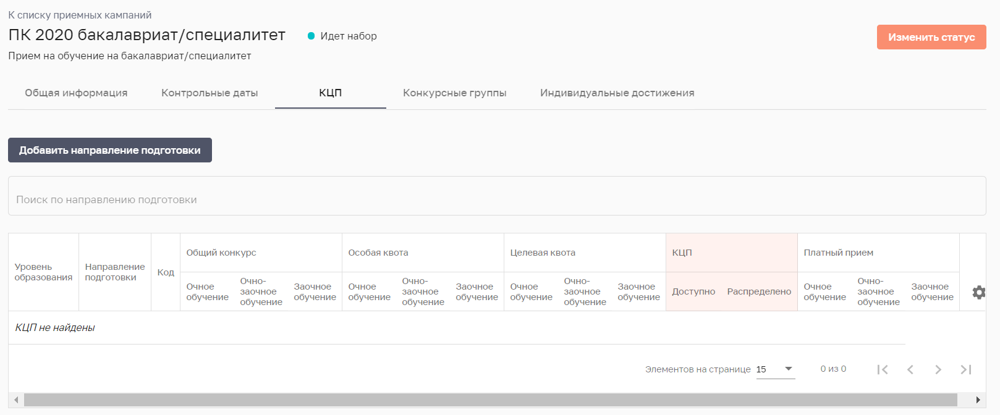 К списку приемных кампаний
ПК 2020 бакалавриат/специалитет
Идет набор
Изменить статус
Прием на обучение на бакалавриат/специалитет
Общая информация
Контрольные даты
КЦП
Конкурсные группы
Индивидуальные достижения
Добавить направление подготовки
Поиск по направлению подготовки
Уровень
образования
Направление
подготовки
Код
Общий конкурс
Очное
обучение
Очно-
заочное
обучение
Заочное
обучение
Особая квота
Очное
обучение
Очно-
заочное
обучение
Заочное
обучение
Целевая квота
Очное
обучение
Очно-
заочное
обучение
Заочное
обучение
КЦП
Доступно
Распределено
Платный прием
Очное
обучение
Очно-
заочное
обучение
Заочное
обучение
КЦП не найдены
Элементов на странице 15
0 из 0